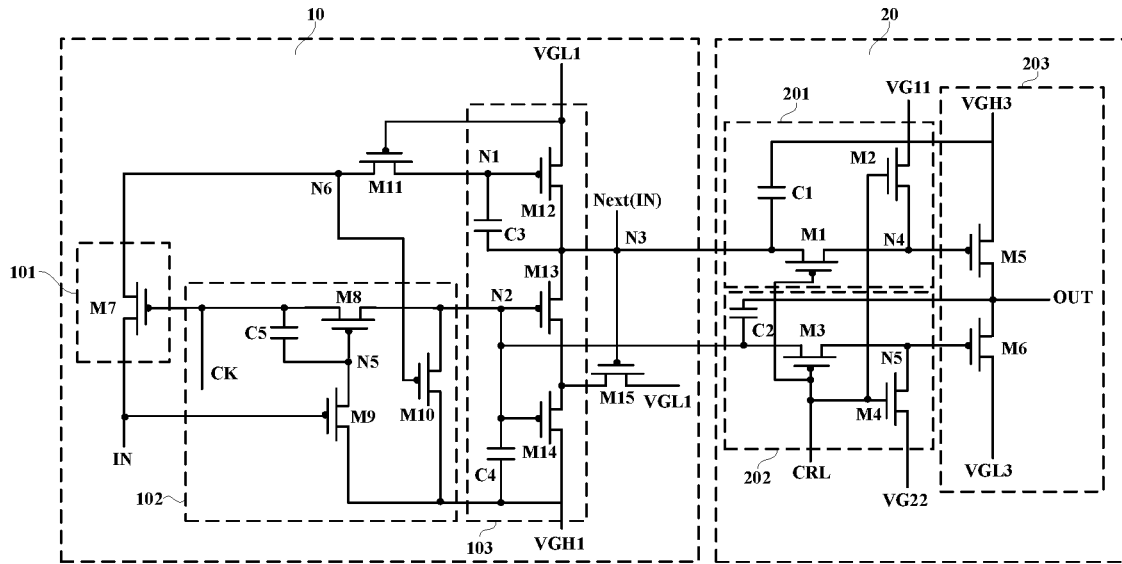 10
20
203
VGL1
201
VG11
VGH3
M2
N1
M11
N6
M12
Next(IN)
C1
C3
N3
M1
N4
M5
101
M13
M7
M8
N2
OUT
C5
C2
M3
M6
N5
N5
CK
M10
M15
VGL1
M4
M9
M14
IN
C4
CRL
VGL3
102
202
VG22
103
VGH1